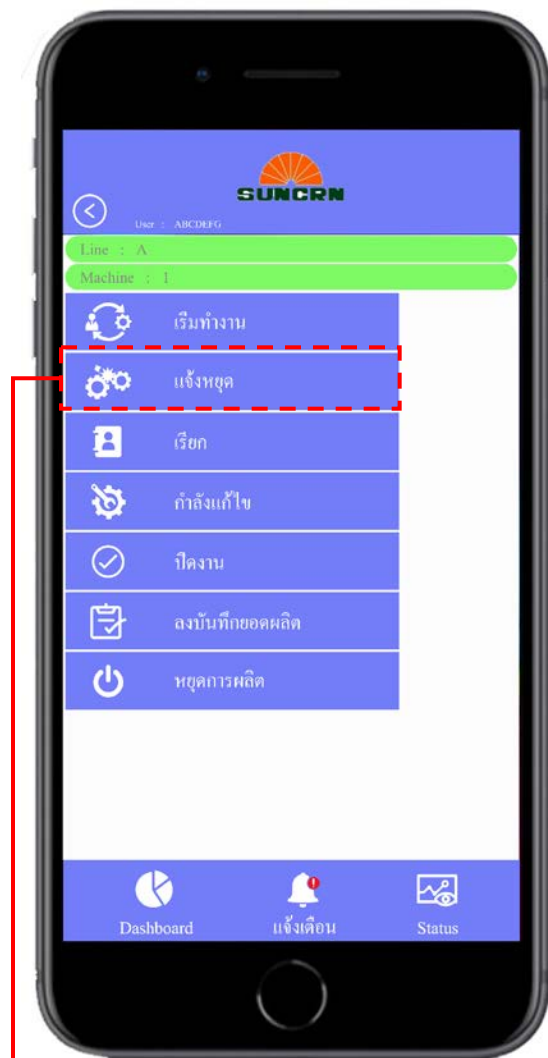 SUNCRN
User : ABCDEFG
Line : A
Machine : 1
เริ่มทำงาน
แจ้งหยุด
เรียก
กำลังแก้ไข
ปิดงาน
ลงบันทึกยอดผลิต
หยุดการผลิต
Dashboard
แจ้งเตือน
Status